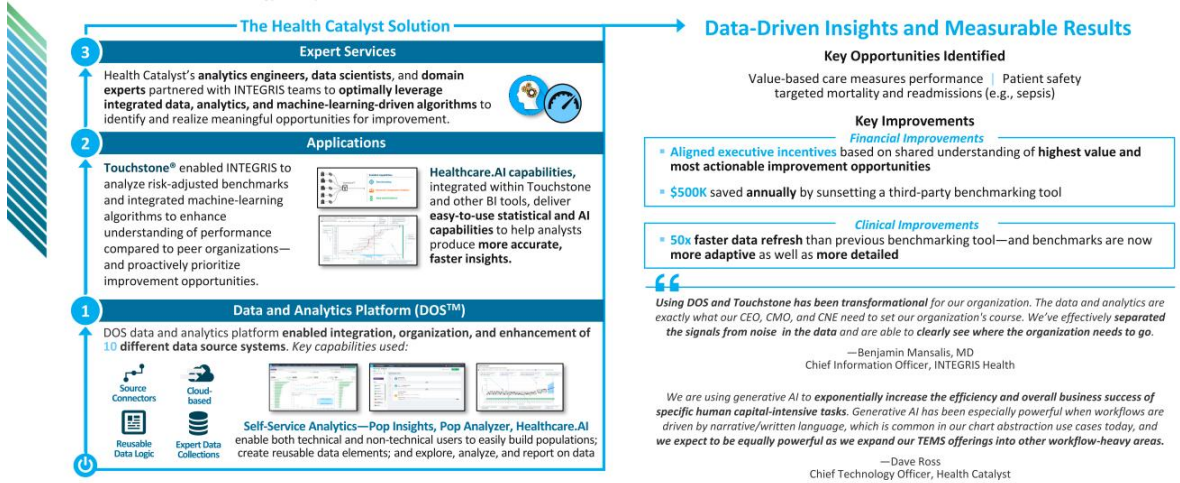 The Health Catalyst Solution
3
Expert Services
Health Catalyst's analytics engineers, data scientists, and domain
experts partnered with INTEGRIS teams to optimally leverage
integrated data, analytics, and machine-learning-driven algorithms to
identify and realize meaningful opportunities for improvement.
2
Applications
Touchstone® enabled INTEGRIS to
analyze risk-adjusted benchmarks
and integrated machine-learning
algorithms to enhance
understanding of performance
compared to peer organizations—
and proactively prioritize
improvement opportunities.
Healthcare.AI capabilities,
integrated within Touchstone
and other BI tools, deliver
easy-to-use statistical and AI
capabilities to help analysts
produce more accurate,
faster insights.
1
Data and Analytics Platform (DOS™)
DOS data and analytics platform enabled integration, organization, and enhancement of
10 different data source systems. Key capabilities used:
Source
Connectors
Cloud-
based
Reusable
Data Logic
Expert Data
Collections
Self-Service Analytics—Pop Insights, Pop Analyzer, Healthcare.AI
enable both technical and non-technical users to easily build populations;
create reusable data elements; and explore, analyze, and report on data
Data-Driven Insights and Measurable Results
Key Opportunities Identified
Value-based care measures performance | Patient safety
targeted mortality and readmissions (e.g., sepsis)
Key Improvements
Financial Improvements
▪ Aligned executive incentives based on shared understanding of highest value and
most actionable improvement opportunities
▪ $500K saved annually by sunsetting a third-party benchmarking tool
Clinical Improvements
▪ 50x faster data refresh than previous benchmarking tool—and benchmarks are now
more adaptive as well as more detailed
“
Using DOS and Touchstone has been transformational for our organization. The data and analytics are
exactly what our CEO, CMO, and CNE need to set our organization's course. We've effectively separated
the signals from noise in the data and are able to clearly see where the organization needs to go.
—Benjamin Mansalis, MD
Chief Information Officer, INTEGRIS Health
We are using generative AI to exponentially increase the efficiency and overall business success of
specific human capital-intensive tasks. Generative AI has been especially powerful when workflows are
driven by narrative/written language, which is common in our chart abstraction use cases today, and
we expect to be equally powerful as we expand our TEMS offerings into other workflow-heavy areas.
—Dave Ross
Chief Technology Officer, Health Catalyst